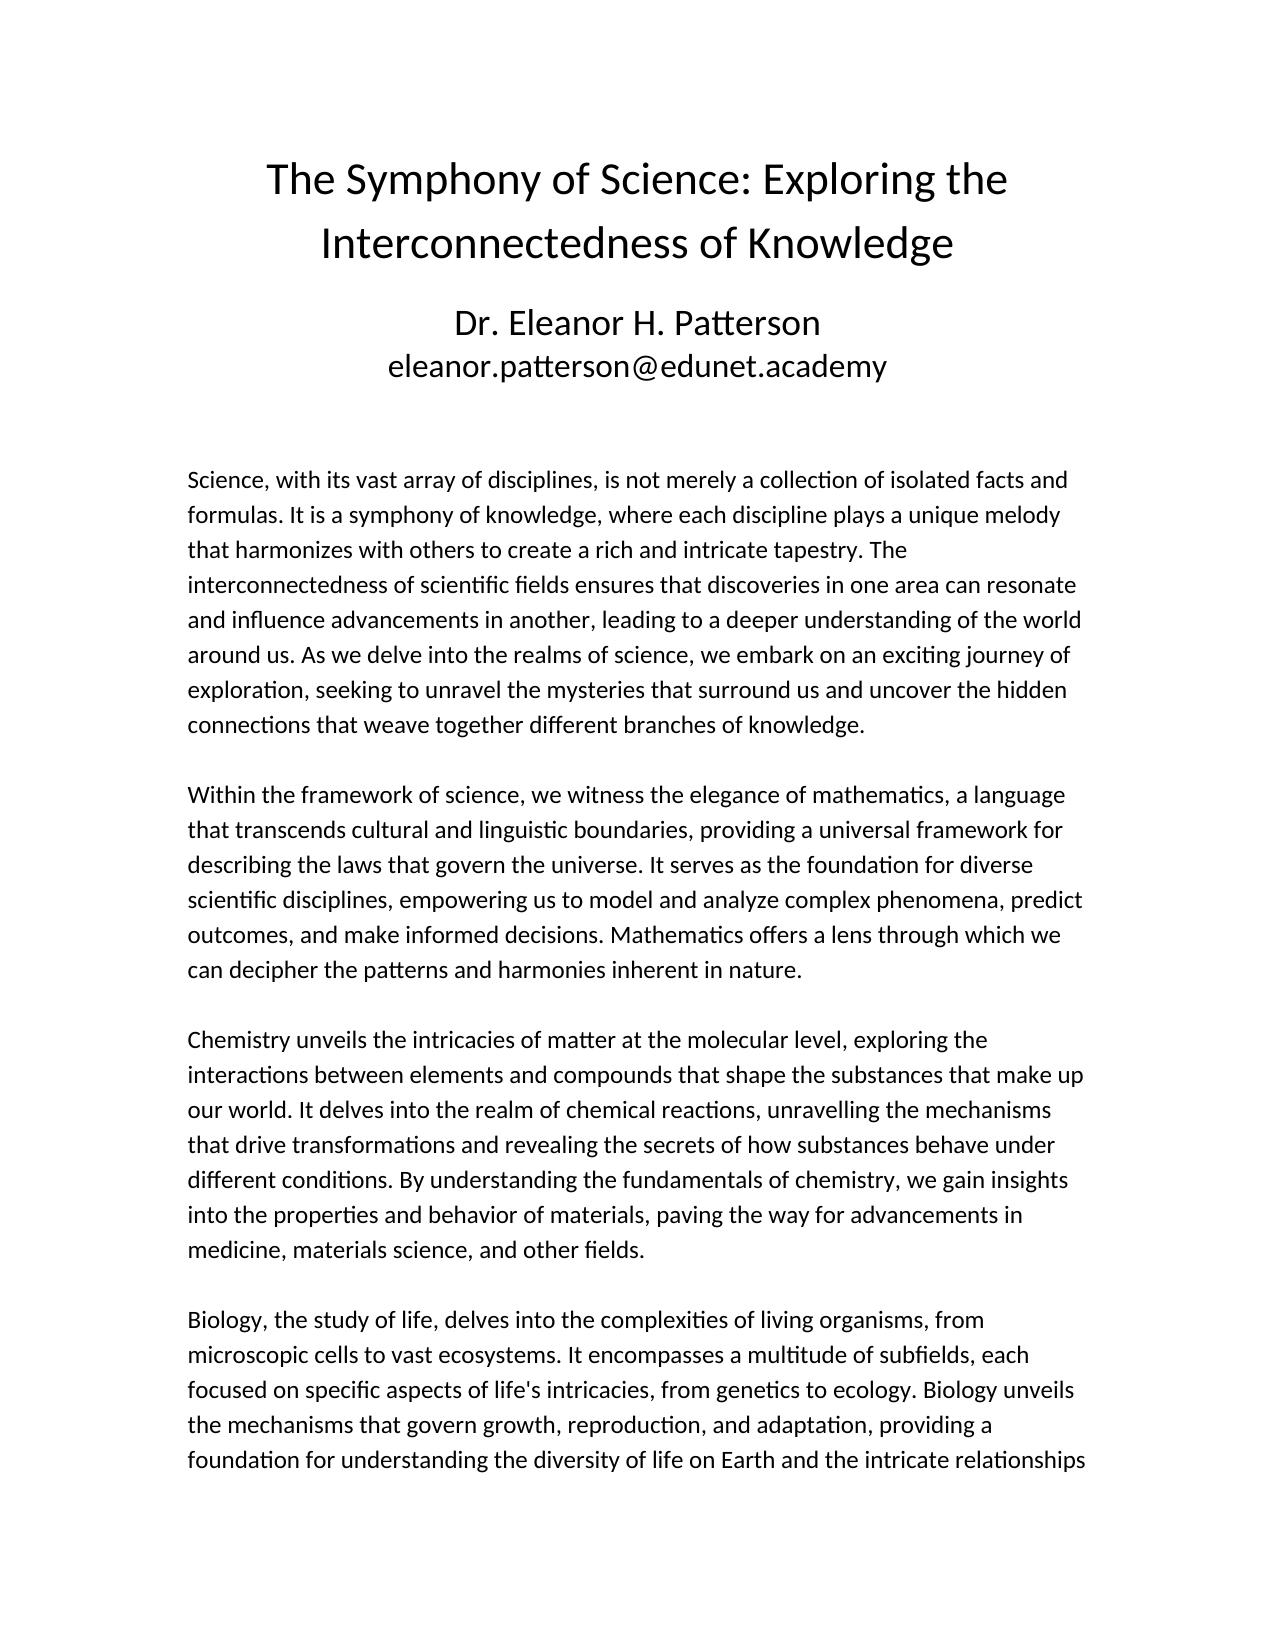 The Symphony of Science: Exploring the
Interconnectedness of Knowledge
Dr. Eleanor H. Patterson
eleanor.patterson@edunet.academy
Science, with its vast array of disciplines, is not merely a collection of isolated facts and
formulas. It is a symphony of knowledge, where each discipline plays a unique melody
that harmonizes with others to create a rich and intricate tapestry. The
interconnectedness of scientific fields ensures that discoveries in one area can resonate
and influence advancements in another, leading to a deeper understanding of the world
around us. As we delve into the realms of science, we embark on an exciting journey of
exploration, seeking to unravel the mysteries that surround us and uncover the hidden
connections that weave together different branches of knowledge.
Within the framework of science, we witness the elegance of mathematics, a language
that transcends cultural and linguistic boundaries, providing a universal framework for
describing the laws that govern the universe. It serves as the foundation for diverse
scientific disciplines, empowering us to model and analyze complex phenomena, predict
outcomes, and make informed decisions. Mathematics offers a lens through which we
can decipher the patterns and harmonies inherent in nature.
Chemistry unveils the intricacies of matter at the molecular level, exploring the
interactions between elements and compounds that shape the substances that make up
our world. It delves into the realm of chemical reactions, unravelling the mechanisms
that drive transformations and revealing the secrets of how substances behave under
different conditions. By understanding the fundamentals of chemistry, we gain insights
into the properties and behavior of materials, paving the way for advancements in
medicine, materials science, and other fields.
Biology, the study of life, delves into the complexities of living organisms, from
microscopic cells to vast ecosystems. It encompasses a multitude of subfields, each
focused on specific aspects of life's intricacies, from genetics to ecology. Biology unveils
the mechanisms that govern growth, reproduction, and adaptation, providing a
foundation for understanding the diversity of life on Earth and the intricate relationships